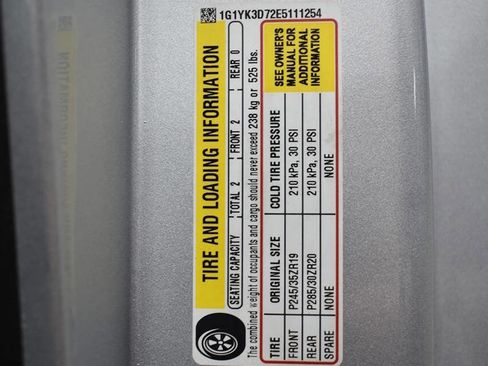 1G1YK3D72E5111254
TIRE AND LOADING INFORMATION
SEATING CAPACITY TOTAL 2 FRONT 2 REAR 0
The combined weight of occupants and cargo should never exceed 238 kg or 525 lbs.
TIRE ORIGINAL SIZE COLD TIRE PRESSURE
FRONT P245/35ZR19 210 kPa, 30 PSI
REAR P285/30ZR20 210 kPa, 30 PSI
SPARE NONE NONE
SEE OWNER'S
MANUAL FOR
ADDITIONAL
INFORMATION